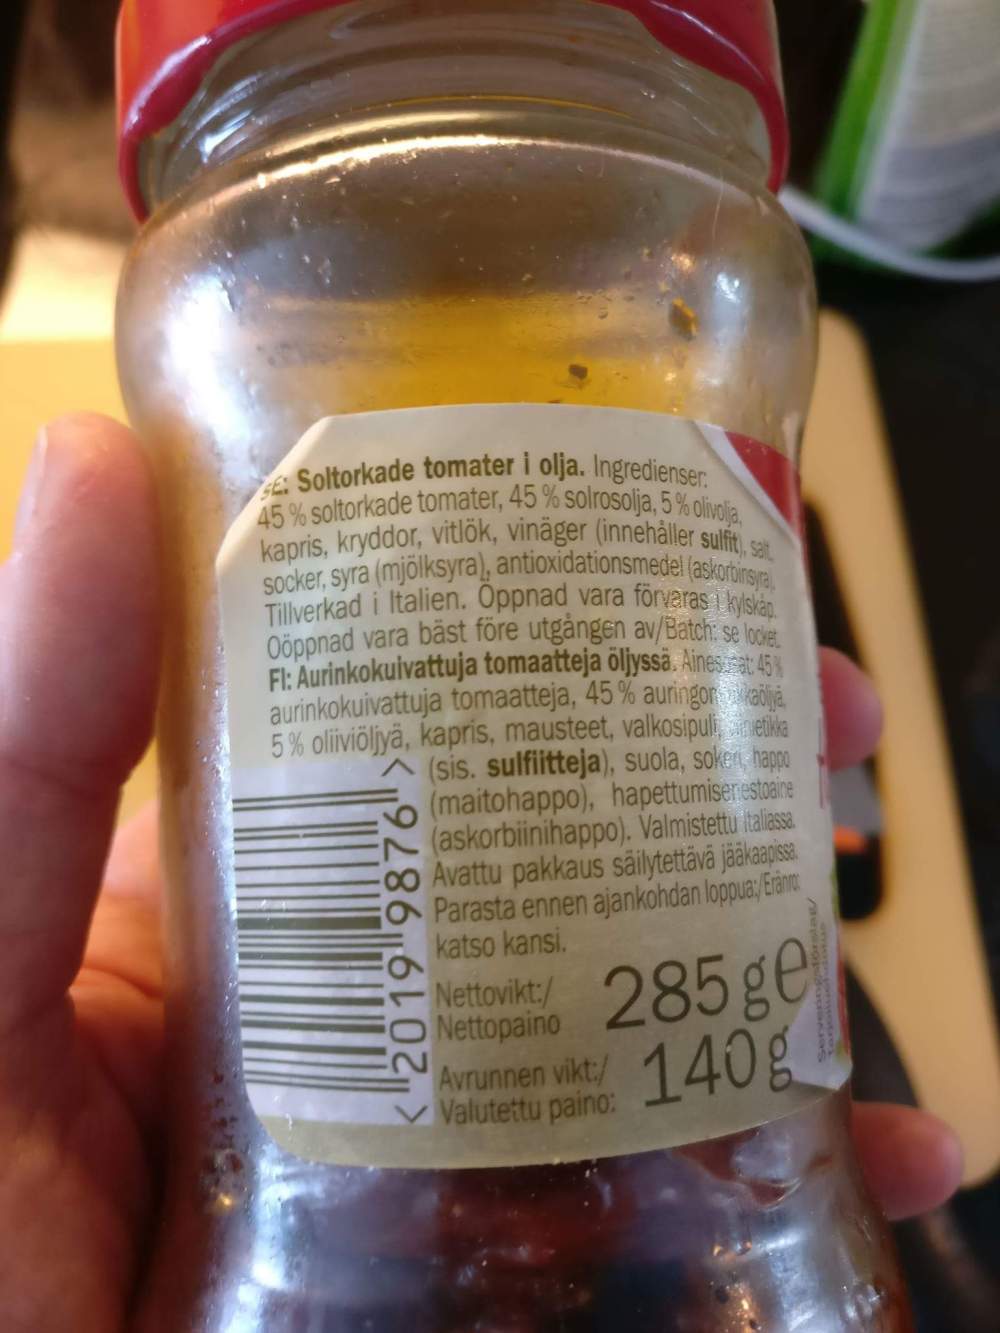 SE: Soltorkade tomater i olja. Ingredienser:
45 % soltorkade tomater, 45 % solrosolja, 5 % olivolja,
kapris, kryddor, vitlök, vinäger (innehåller sulfit), salt,
socker, syra (mjölksyra), antioxidationsmedel (askorbinsyra).
Tillverkad i Italien. Öppnad vara förvaras i kylskåp.
Oöppnad vara bäst före utgången av/Batch: se locket.
FI: Aurinkokuivattuja tomaatteja öljyssä. Ainesosat: 45 %
aurinkokuivattuja tomaatteja, 45 % auringonkukkaöljyä,
5 % oliiviöljyä, kapris, mausteet, valkosipuli, viinietikka
(sis. sulfiitteja), suola, sokeri, happo
(maitohappo), hapettumisenestoaine
(askorbiinihappo). Valmistettu Italiassa.
Avattu pakkaus säilytettävä jääkaapissa.
Parasta ennen ajankohdan loppua:/Eränro:
katso kansi.
Nettovikt:/
Nettopaino
285 g e
Avrunnen vikt:/
Valutettu paino:
140 g
< 20199876 >
Serveringsförslag/